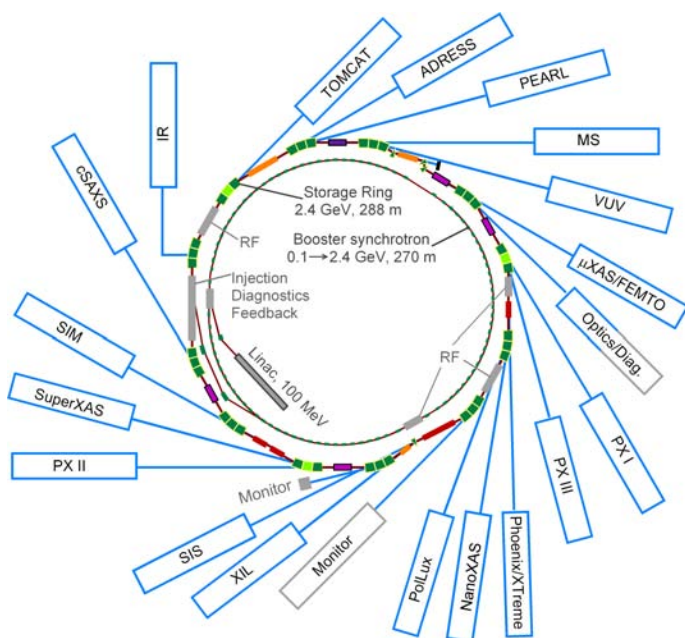 TOMCAT
ADRESS
PEARL
MS
VUV
μXAS/FEMTO
Optics/Diag.
PX I
PX III
Phoenix/XTreme
NanoXAS
PolLux
Monitor
XIL
SIS
Monitor
PX II
SuperXAS
SIM
cSAXS
IR
Storage Ring
2.4 GeV, 288 m
RF
Booster synchrotron
0.1→2.4 GeV, 270 m
Injection
Diagnostics
Feedback
RF
Linac, 100 MeV